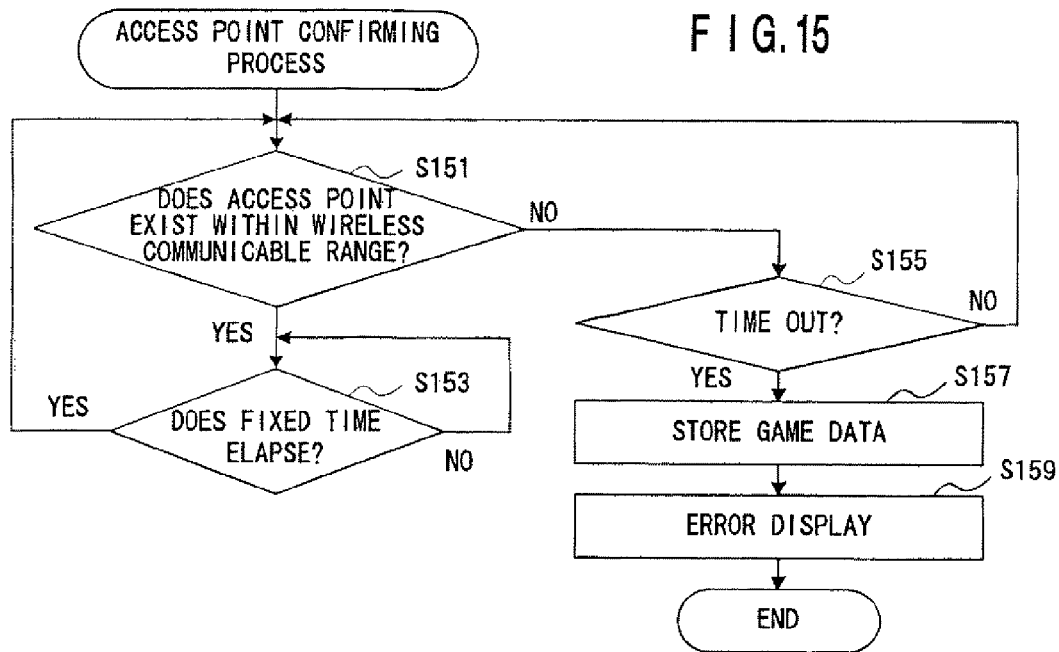 FIG.15
ACCESS POINT CONFIRMING
PROCESS
S151
DOES ACCESS POINT
EXIST WITHIN WIRELESS
COMMUNICABLE RANGE?
NO
YES
S153
DOES FIXED TIME
ELAPSE?
YES
NO
S155
TIME OUT?
NO
YES
S157
STORE GAME DATA
S159
ERROR DISPLAY
END